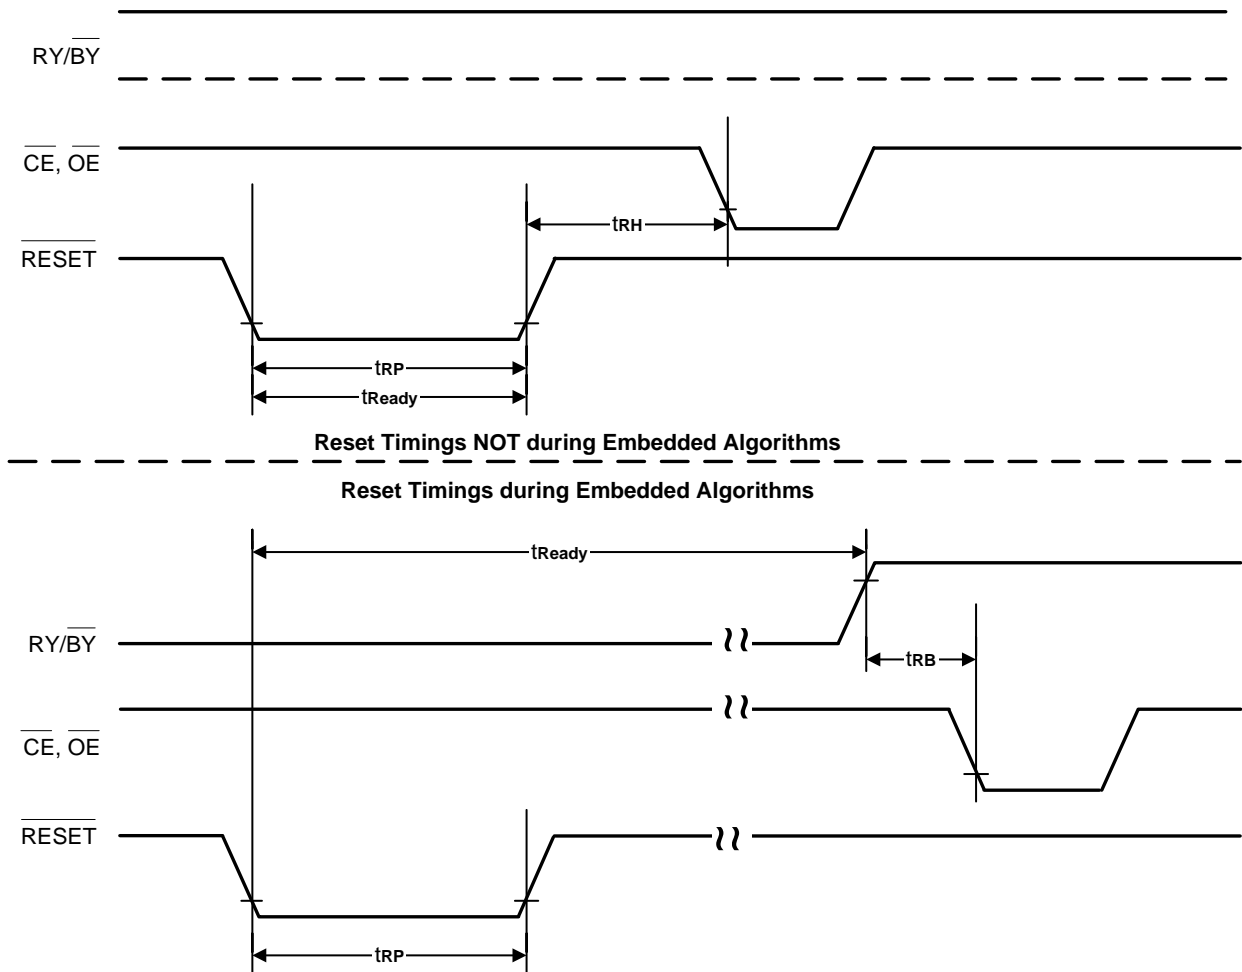 RY/BY
CE, OE
tRH
RESET
tRP
tReady
Reset Timings NOT during Embedded Algorithms
Reset Timings during Embedded Algorithms
tReady
RY/BY
tRB
CE, OE
RESET
tRP